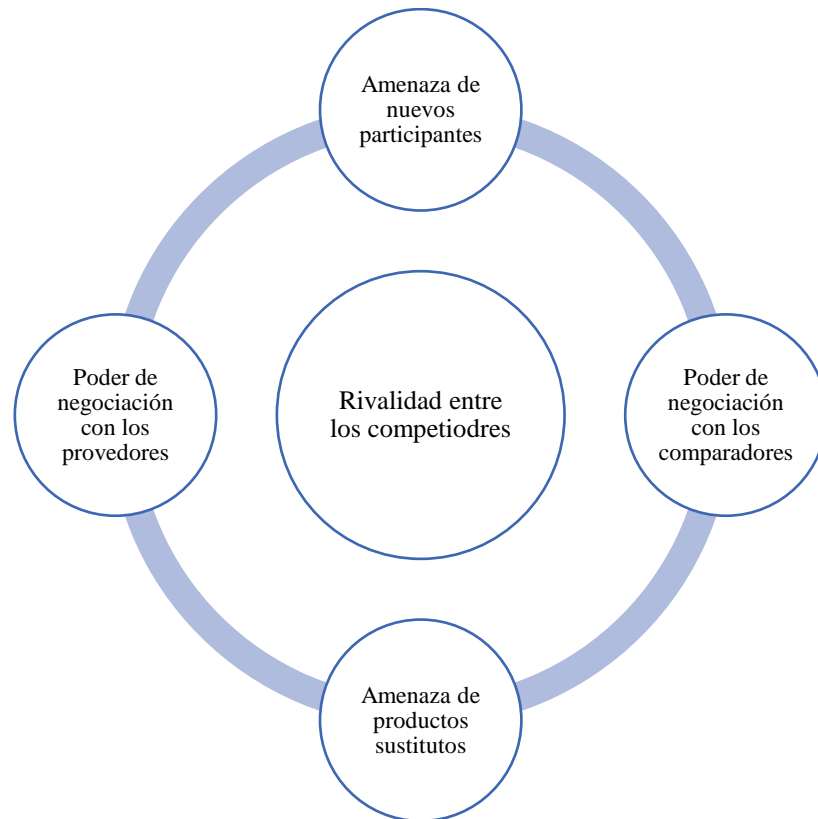 Amenaza de
nuevos
participantes
Poder de
negociación
con los
provedores
Rivalidad entre
los competiodres
Poder de
negociación
con los
comparadores
Amenaza de
productos
sustitutos